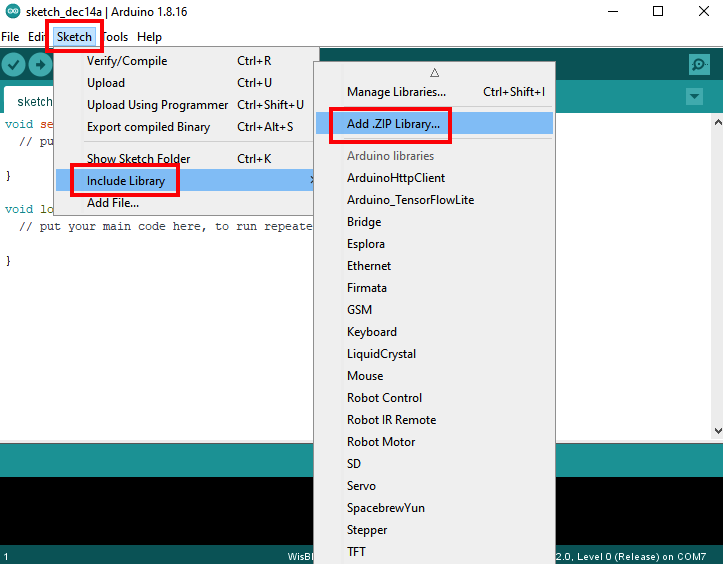 sketch_dec14a | Arduino 1.8.16
File Edit Sketch Tools Help
Verify/Compile Ctrl+R
Upload Ctrl+U
Upload Using Programmer Ctrl+Shift+U
Export compiled Binary Ctrl+Alt+S
Show Sketch Folder Ctrl+K
Include Library
Add File...
Manage Libraries... Ctrl+Shift+I
Add .ZIP Library...
Arduino libraries
ArduinoHttpClient
Arduino_TensorFlowLite
Bridge
Esplora
Ethernet
Firmata
GSM
Keyboard
LiquidCrystal
Mouse
Robot Control
Robot IR Remote
Robot Motor
SD
Servo
SpacebrewYun
Stepper
TFT
sketch
void se
// pu
}
void lo
// put your main code here, to run repeate
}
1
WisBl
2.0, Level 0 (Release) on COM7